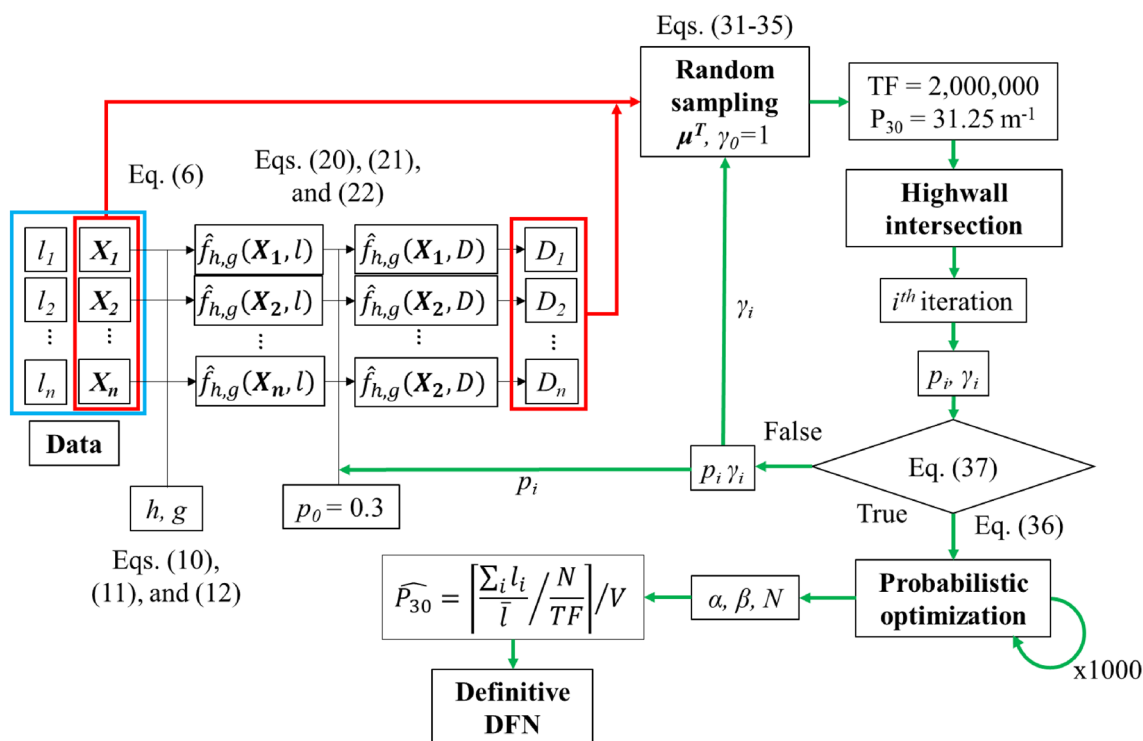 Eqs. (31-35)
Random
sampling
μᵀ, γ₀=1
TF = 2,000,000
P₃₀ = 31.25 m⁻¹
Eq. (6)
Eqs. (20), (21),
and (22)
Highwall
intersection
l₁ X₁ f̂ₕ,g(X₁, l) f̂ₕ,g(X₁, D) D₁
l₂ X₂ f̂ₕ,g(X₂, l) f̂ₕ,g(X₂, D) D₂
⋮ ⋮ ⋮ ⋮ ⋮
lₙ Xₙ f̂ₕ,g(Xₙ, l) f̂ₕ,g(X₂, D) Dₙ
γᵢ
iᵗʰ iteration
pᵢ, γᵢ
Data
False
Eq. (37)
pᵢ γᵢ
pᵢ
True
Eq. (36)
h, g
p₀ = 0.3
Eqs. (10),
(11), and (12)
P̂₃₀ = ⌈(∑ᵢ lᵢ / l̄) / (N / TF)⌉/V
α, β, N
Probabilistic
optimization
x1000
Definitive
DFN